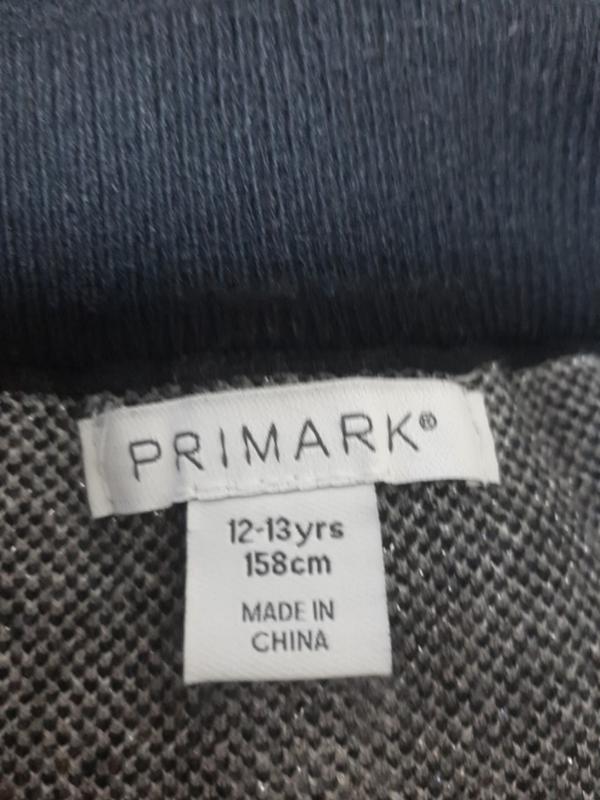 PRIMARK®
12-13yrs
158cm
MADE IN
CHINA